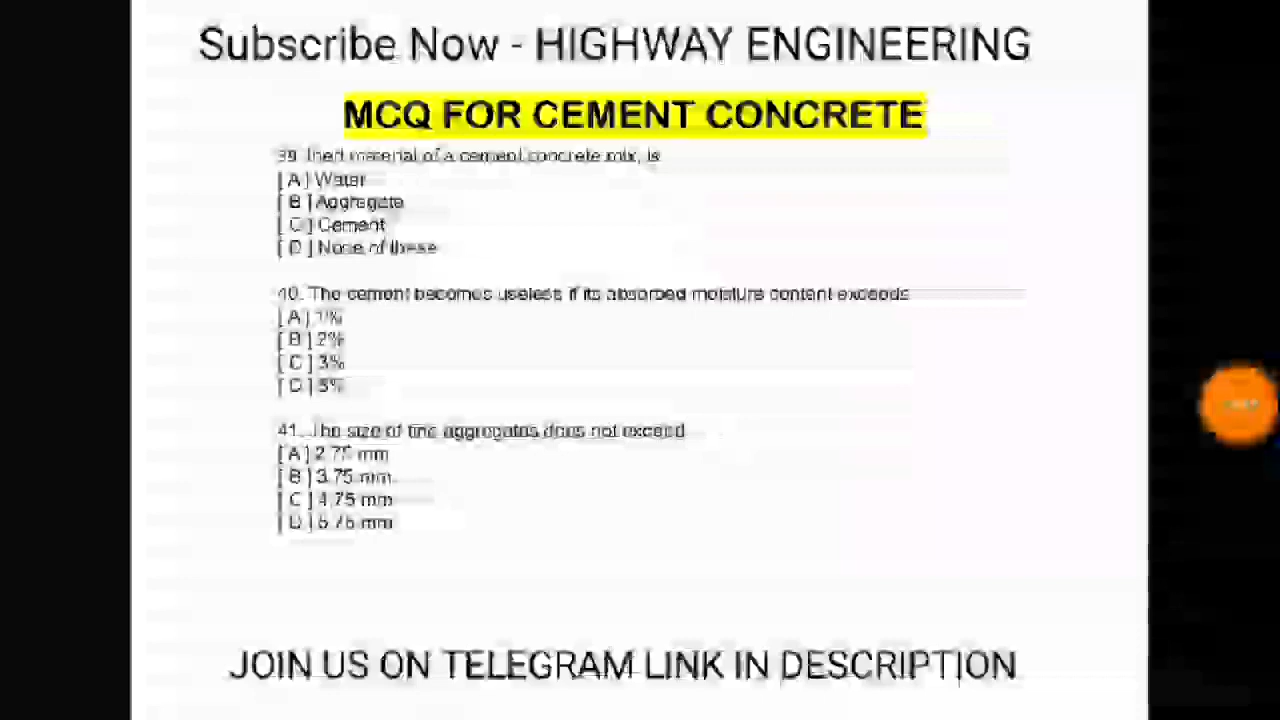 Subscribe Now - HIGHWAY ENGINEERING
MCQ FOR CEMENT CONCRETE
39. Inert material of a cement concrete mix, is
[ A ] Water
[ B ] Aggregate
[ C ] Cement
[ D ] None of these
40. The cement becomes useless if its absorbed moisture content exceeds
[ A ] 1%
[ B ] 2%
[ C ] 3%
[ D ] 5%
41. The size of fine aggregates does not exceed
[ A ] 2.75 mm
[ B ] 3.75 mm
[ C ] 4.75 mm
[ D ] 5.75 mm
JOIN US ON TELEGRAM LINK IN DESCRIPTION